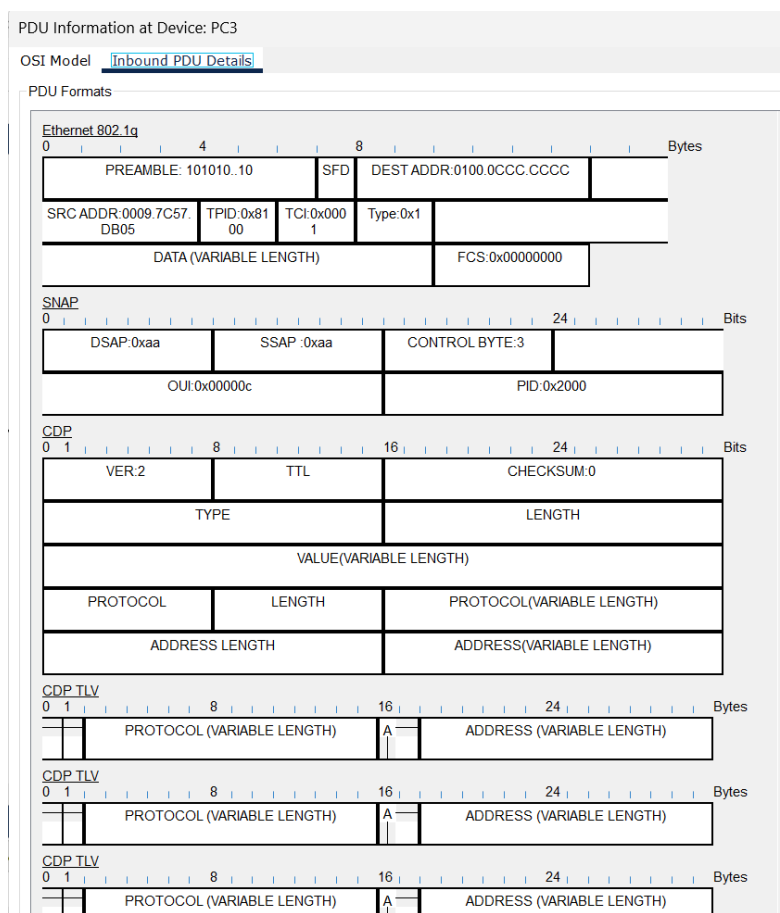 PDU Information at Device: PC3
OSI Model Inbound PDU Details
PDU Formats
Ethernet 802.1q
0 4 8 Bytes
PREAMBLE: 101010..10 SFD DEST ADDR:0100.0CCC.CCCC
SRC ADDR:0009.7C57. TPID:0x81 TCI:0x000 Type:0x1
DB05 00 1
DATA (VARIABLE LENGTH) FCS:0x00000000
SNAP
0 24 Bits
DSAP:0xaa SSAP :0xaa CONTROL BYTE:3
OUI:0x00000c PID:0x2000
CDP
0 1 8 16 24 Bits
VER:2 TTL CHECKSUM:0
TYPE LENGTH
VALUE(VARIABLE LENGTH)
PROTOCOL LENGTH PROTOCOL(VARIABLE LENGTH)
ADDRESS LENGTH ADDRESS(VARIABLE LENGTH)
CDP TLV
0 1 8 16 24 Bytes
PROTOCOL (VARIABLE LENGTH) A ADDRESS (VARIABLE LENGTH)
CDP TLV
0 1 8 16 24 Bytes
PROTOCOL (VARIABLE LENGTH) A ADDRESS (VARIABLE LENGTH)
CDP TLV
0 1 8 16 24 Bytes
PROTOCOL (VARIABLE LENGTH) A ADDRESS (VARIABLE LENGTH)